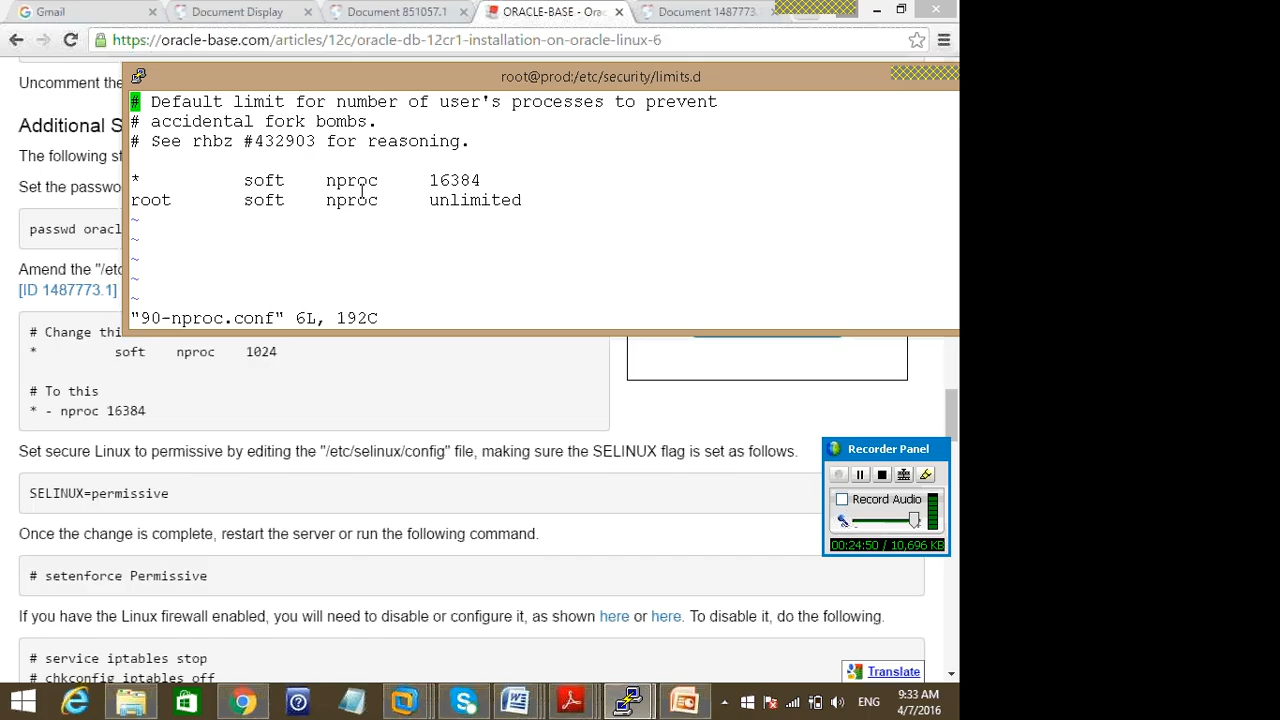 Gmail
Document Display
Document 851057.1
ORACLE-BASE - Ora
Document 1487773.
https://oracle-base.com/articles/12c/oracle-db-12cr1-installation-on-oracle-linux-6
Uncomment the
root@prod:/etc/security/limits.d
# Default limit for number of user's processes to prevent
# accidental fork bombs.
# See rhbz #432903 for reasoning.
* soft nproc 16384
root soft nproc unlimited
~
~
~
~
~
"90-nproc.conf" 6L, 192C
Additional S
The following st
Set the passwo
passwd oracl
Amend the "/etc
[ID 1487773.1]
# Change thi
* soft nproc 1024
# To this
* - nproc 16384
Set secure Linux to permissive by editing the "/etc/selinux/config" file, making sure the SELINUX flag is set as follows.
SELINUX=permissive
Once the change is complete, restart the server or run the following command.
# setenforce Permissive
If you have the Linux firewall enabled, you will need to disable or configure it, as shown here or here. To disable it, do the following.
# service iptables stop
# chkconfig iptables off
Recorder Panel
Record Audio
00:24:50 / 10,696 KB
Translate
ENG
9:33 AM
4/7/2016